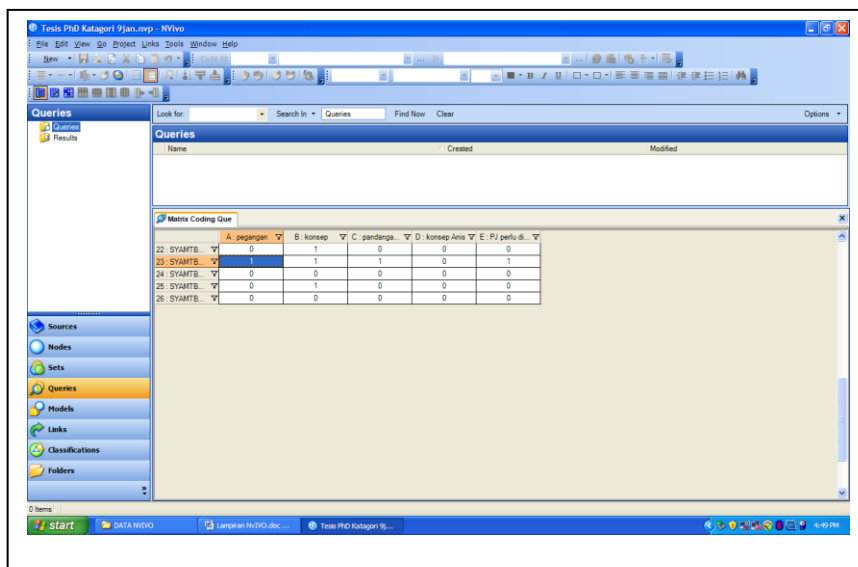 Tesis PhD Katagori 9jan.nvp - NVivo
File Edit View Go Project Links Tools Window Help
New Code At
Queries
Look for: Search In Queries Find Now Clear Options
Queries
Results
Queries
Name Created Modified
Matrix Coding Que
A : pegangan B : konsep C : pandanga... D : konsep Anis E : PJ perlu di...
22 : SYAMTB... 0 1 0 0 0
23 : SYAMTB... 1 1 1 0 1
24 : SYAMTB... 0 0 0 0 0
25 : SYAMTB... 0 1 0 0 0
26 : SYAMTB... 0 0 0 0 0
Sources
Nodes
Sets
Queries
Models
Links
Classifications
Folders
0 Items
start DATA NVIVO Lampiran NvIVO.doc ... Tesis PhD Katagori 9j... 4:49 PM